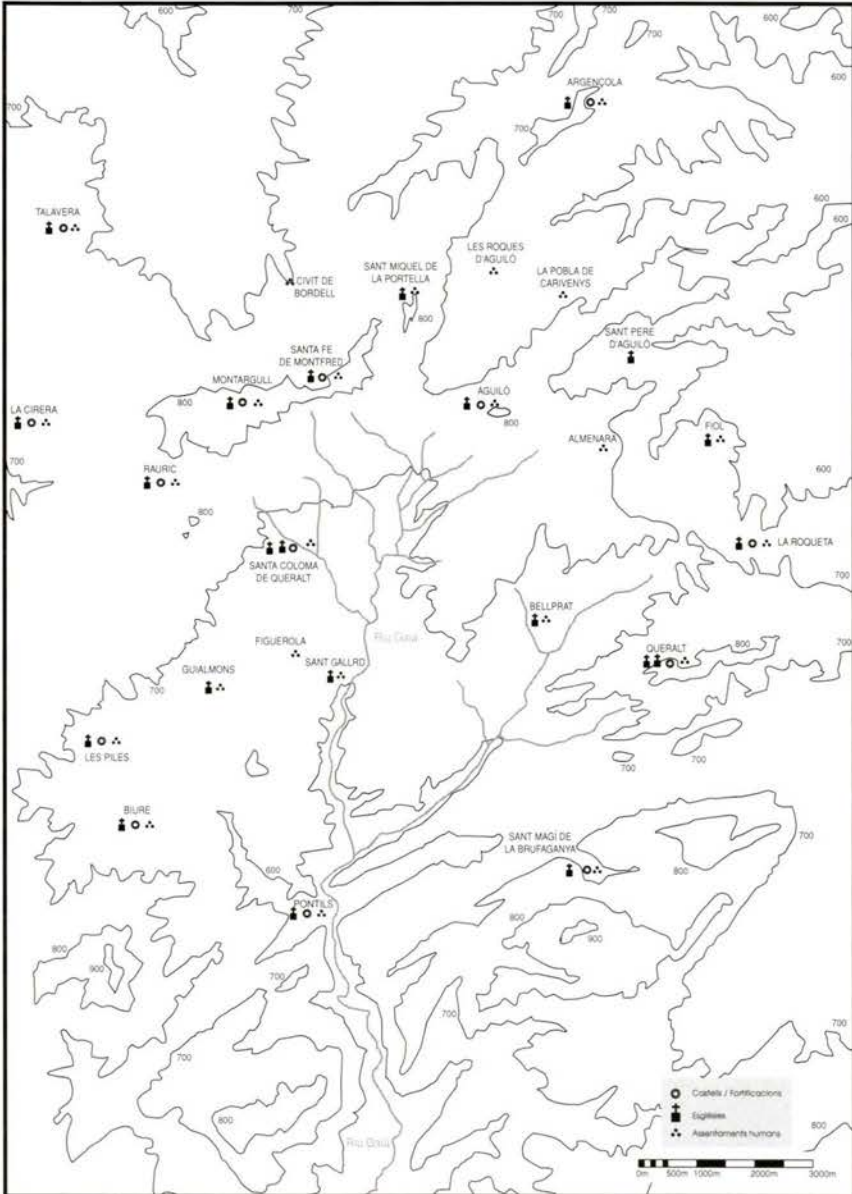 600
700
600
700
600
ARGENÇOLA
700
700
600
TALAVERA
600
LES ROQUES
D'AGUILÓ
SANT MIQUEL DE
LA PORTELLA
CIVIT DE
BORDELL
LA POBLA DE
CARIVENYS
800
SANT PERE
D'AGUILÓ
SANTA FE
DE MONTFRED
MONTARGULL
AGUILÓ
800
800
LA CIRERA
FIOL
ALMENARA
700
RAURIC
600
800
LA ROQUETA
SANTA COLOMA
DE QUERALT
700
BELLPRAT
Riu Gaià
FIGUEROLA
QUERALT
800
700
SANT GALLRD
GUIALMONS
700
LES PILES
700
700
BIURE
SANT MAGÍ DE
LA BRUFAGANYA
700
600
800
PONTILS
800
900
800
900
700
700
700
700
800
Riu Gaià
800
Castells / Fortificacions
Esglésies
Assentaments humans
0m 500m 1000m 2000m 3000m